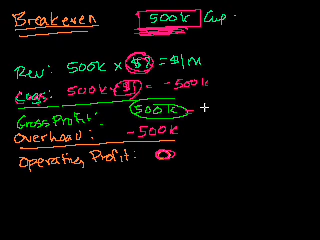 Breakeven 500k Cup.
Rev: 500k x $2 = $1M
COGS: 500k x $1 = -500k
Gross Profit: 500k =
Overhead: -500k
Operating Profit: 0